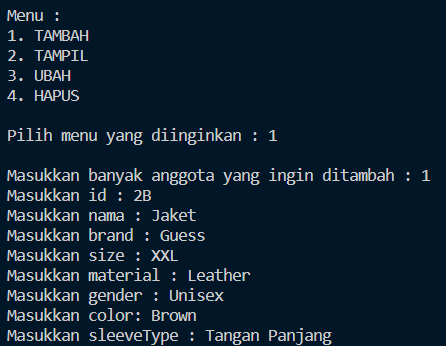 Menu :
1. TAMBAH
2. TAMPIL
3. UBAH
4. HAPUS
Pilih menu yang diinginkan : 1
Masukkan banyak anggota yang ingin ditambah : 1
Masukkan id : 2B
Masukkan nama : Jaket
Masukkan brand : Guess
Masukkan size : XXL
Masukkan material : Leather
Masukkan gender : Unisex
Masukkan color: Brown
Masukkan sleeveType : Tangan Panjang